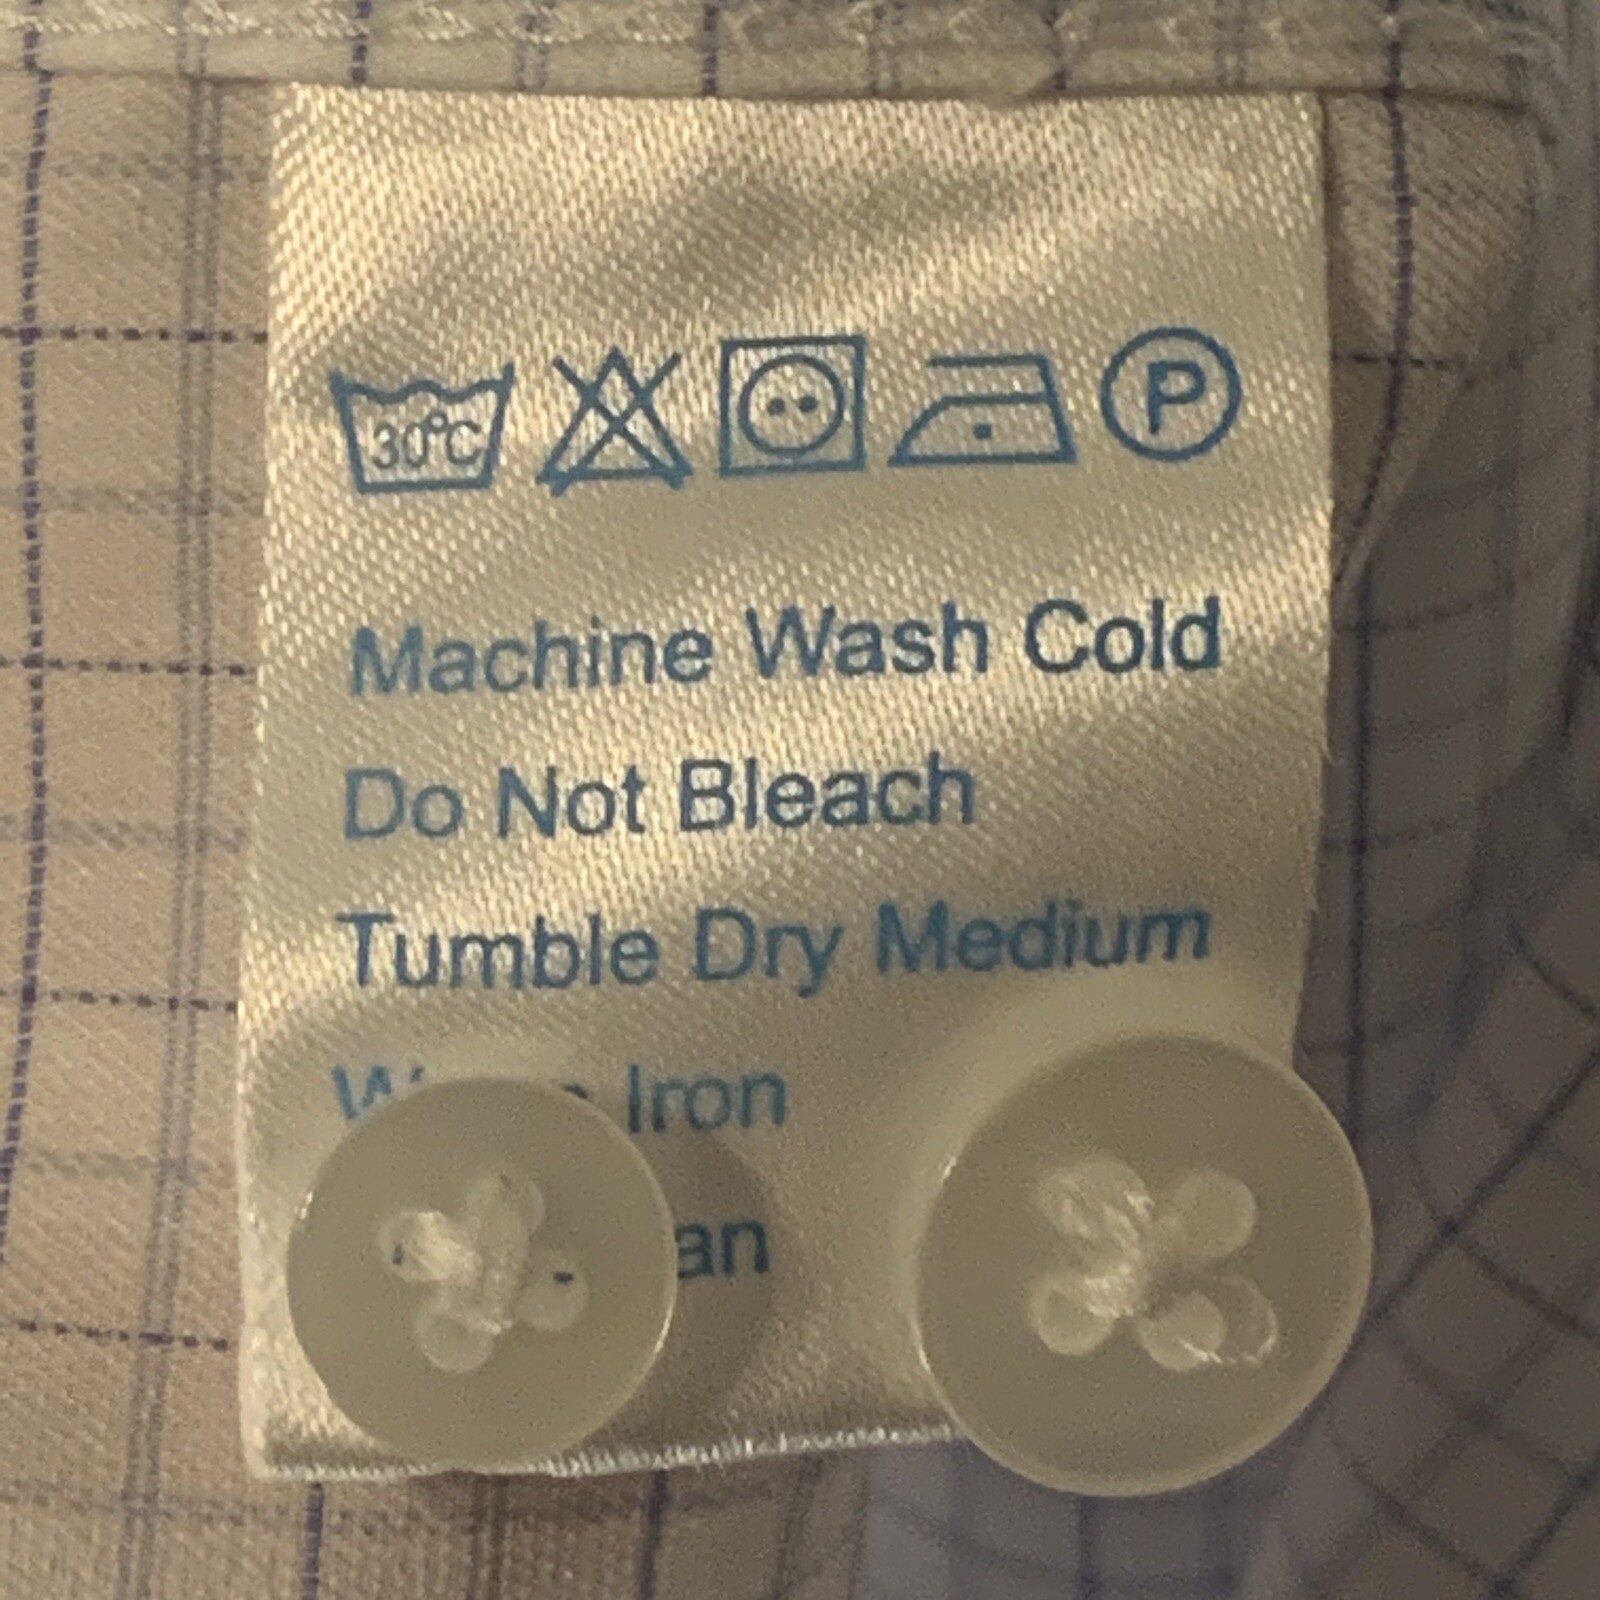 30°C P
Machine Wash Cold
Do Not Bleach
Tumble Dry Medium
Iron